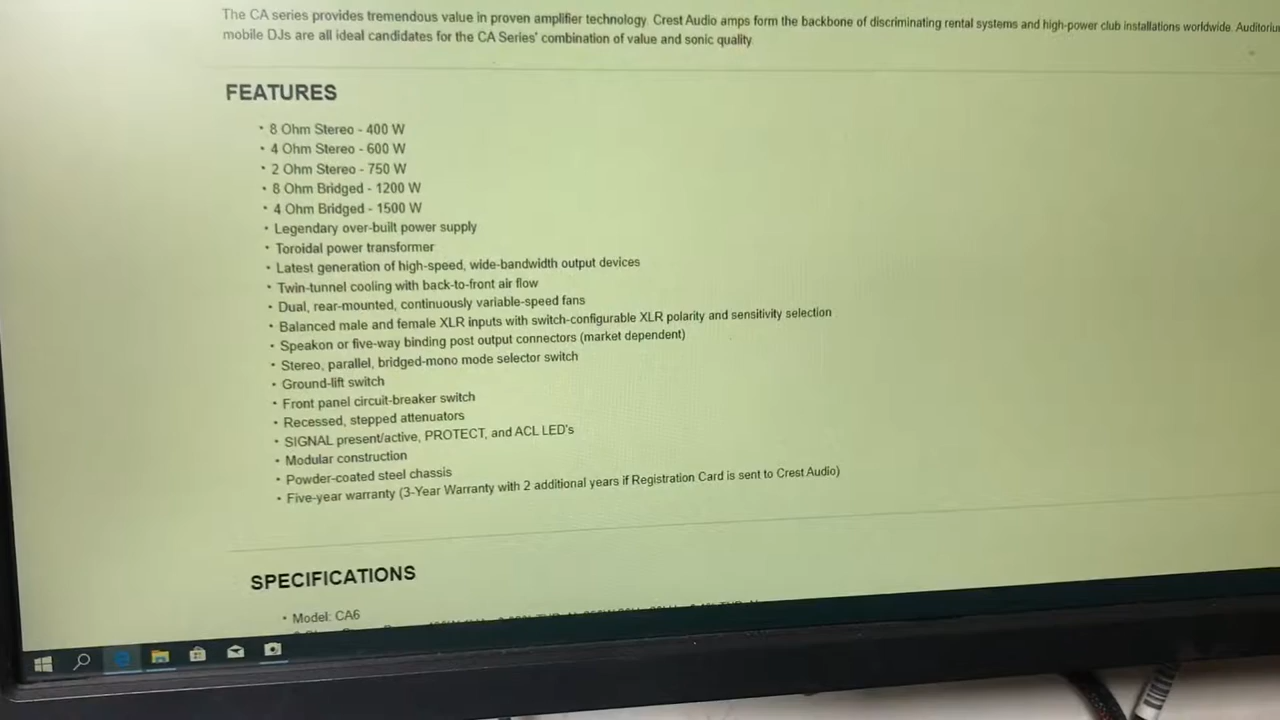 The CA series provides tremendous value in proven amplifier technology. Crest Audio amps form the backbone of discriminating rental systems and high-power club installations worldwide. Auditoriu
mobile DJs are all ideal candidates for the CA Series' combination of value and sonic quality.
FEATURES
• 8 Ohm Stereo - 400 W
• 4 Ohm Stereo - 600 W
• 2 Ohm Stereo - 750 W
• 8 Ohm Bridged - 1200 W
• 4 Ohm Bridged - 1500 W
• Legendary over-built power supply
• Toroidal power transformer
• Latest generation of high-speed, wide-bandwidth output devices
• Twin-tunnel cooling with back-to-front air flow
• Dual, rear-mounted, continuously variable-speed fans
• Balanced male and female XLR inputs with switch-configurable XLR polarity and sensitivity selection
• Speakon or five-way binding post output connectors (market dependent)
• Stereo, parallel, bridged-mono mode selector switch
• Ground-lift switch
• Front panel circuit-breaker switch
• Recessed, stepped attenuators
• SIGNAL present/active, PROTECT, and ACL LED's
• Modular construction
• Powder-coated steel chassis
• Five-year warranty (3-Year Warranty with 2 additional years if Registration Card is sent to Crest Audio)
SPECIFICATIONS
• Model: CA6